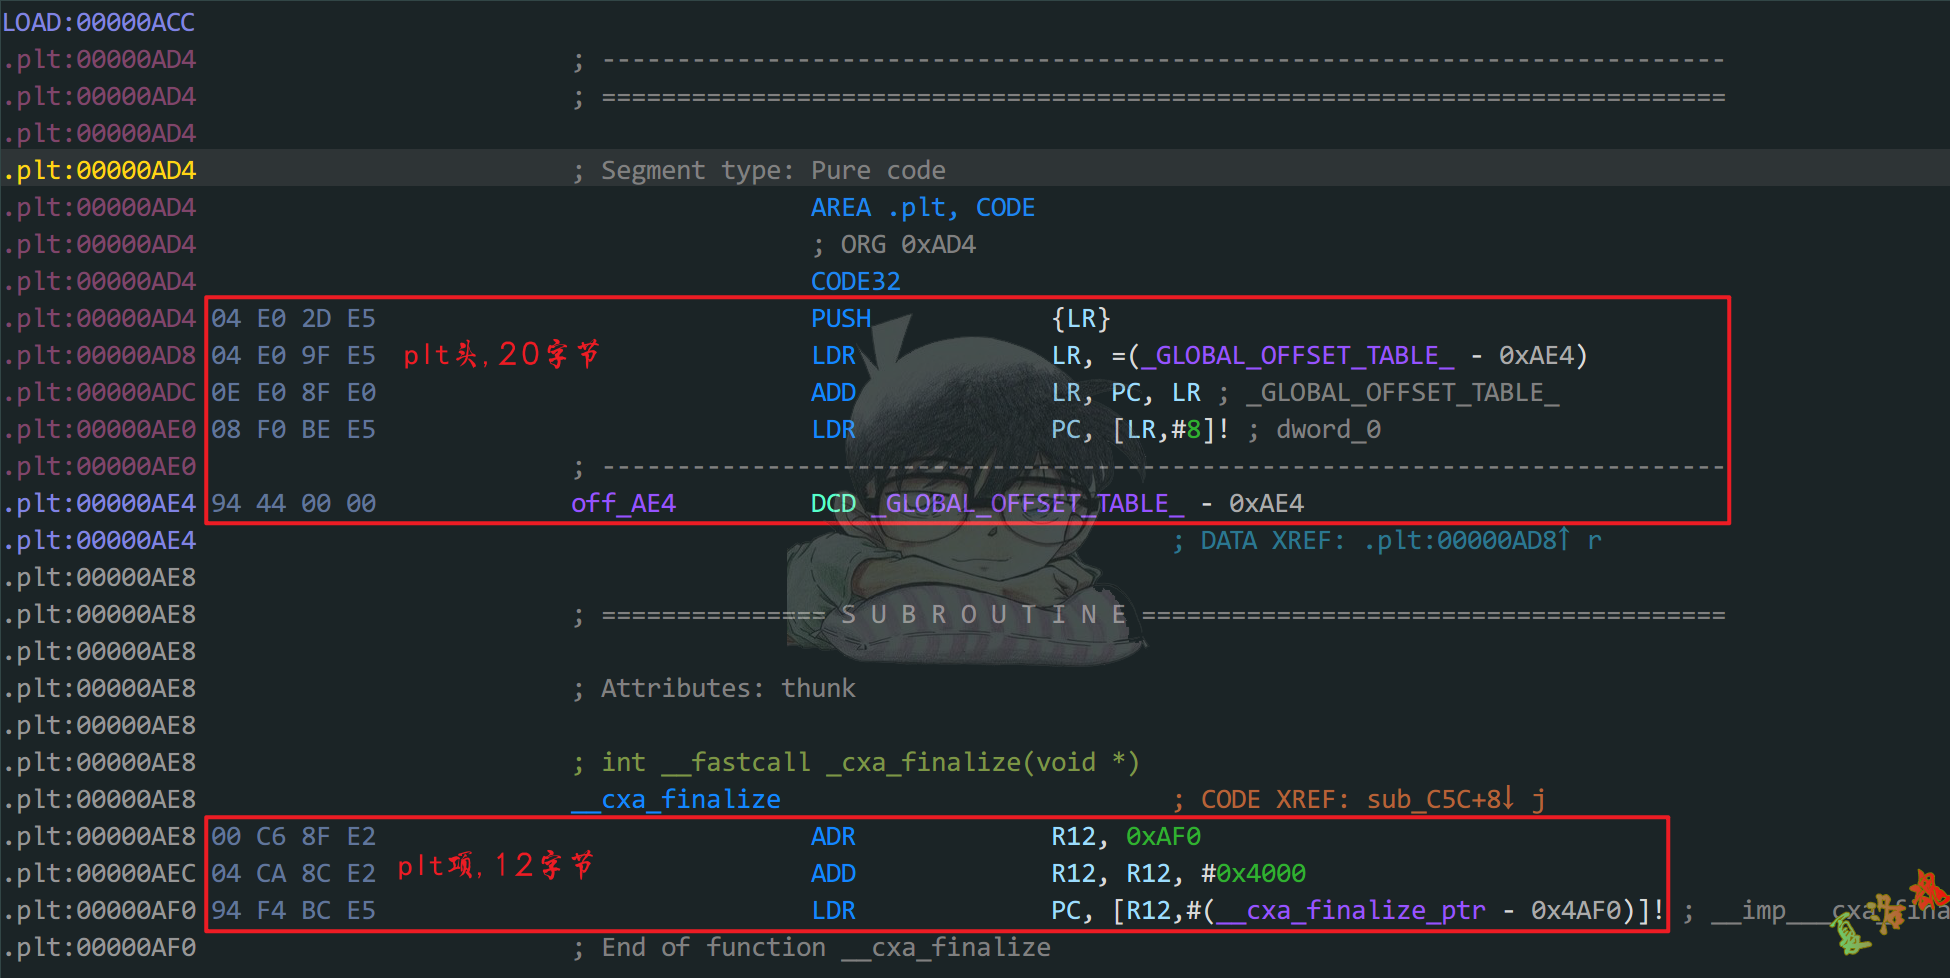 LOAD:00000ACC
.plt:00000AD4 ; ---------------------------------------------------------------------------
.plt:00000AD4 ; ===========================================================================
.plt:00000AD4
.plt:00000AD4 ; Segment type: Pure code
.plt:00000AD4 AREA .plt, CODE
.plt:00000AD4 ; ORG 0xAD4
.plt:00000AD4 CODE32
.plt:00000AD4 04 E0 2D E5 PUSH {LR}
.plt:00000AD8 04 E0 9F E5 plt头,20字节 LDR LR, =(_GLOBAL_OFFSET_TABLE_ - 0xAE4)
.plt:00000ADC 0E E0 8F E0 ADD LR, PC, LR ; _GLOBAL_OFFSET_TABLE_
.plt:00000AE0 08 F0 BE E5 LDR PC, [LR,#8]! ; dword_0
.plt:00000AE0 ; ---------------------------------------------------------------------------
.plt:00000AE4 94 44 00 00 off_AE4 DCD _GLOBAL_OFFSET_TABLE_ - 0xAE4
.plt:00000AE4 ; DATA XREF: .plt:00000AD8↑ r
.plt:00000AE8
.plt:00000AE8 ; =============== S U B R O U T I N E =======================================
.plt:00000AE8
.plt:00000AE8 ; Attributes: thunk
.plt:00000AE8
.plt:00000AE8 ; int __fastcall _cxa_finalize(void *)
.plt:00000AE8 __cxa_finalize ; CODE XREF: sub_C5C+8↓ j
.plt:00000AE8 00 C6 8F E2 ADR R12, 0xAF0
.plt:00000AEC 04 CA 8C E2 plt项,12字节 ADD R12, R12, #0x4000
.plt:00000AF0 94 F4 BC E5 LDR PC, [R12,#(__cxa_finalize_ptr - 0x4AF0)]! ; __imp___cxa_fina
.plt:00000AF0 ; End of function __cxa_finalize